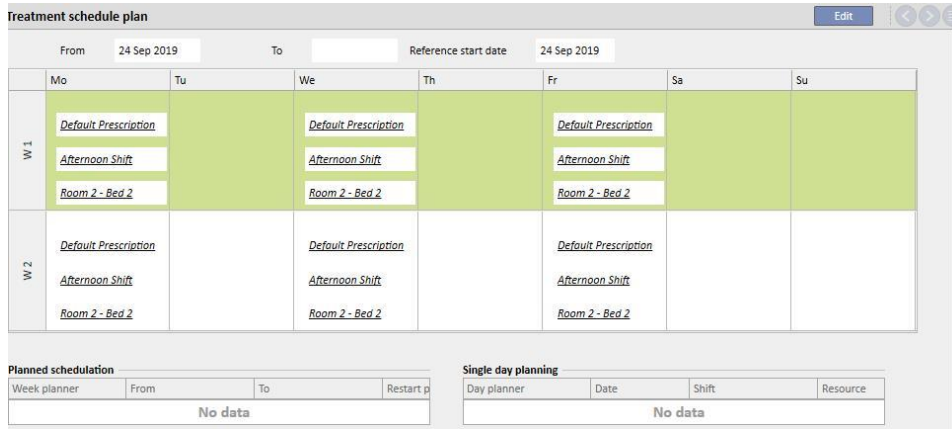 Treatment schedule plan Edit
From 24 Sep 2019 To Reference start date 24 Sep 2019
Mo Tu We Th Fr Sa Su
W 1
Default Prescription Default Prescription Default Prescription
Afternoon Shift Afternoon Shift Afternoon Shift
Room 2 - Bed 2 Room 2 - Bed 2 Room 2 - Bed 2
W 2
Default Prescription Default Prescription Default Prescription
Afternoon Shift Afternoon Shift Afternoon Shift
Room 2 - Bed 2 Room 2 - Bed 2 Room 2 - Bed 2
Planned schedulation Single day planning
Week planner From To Restart p Day planner Date Shift Resource
No data No data